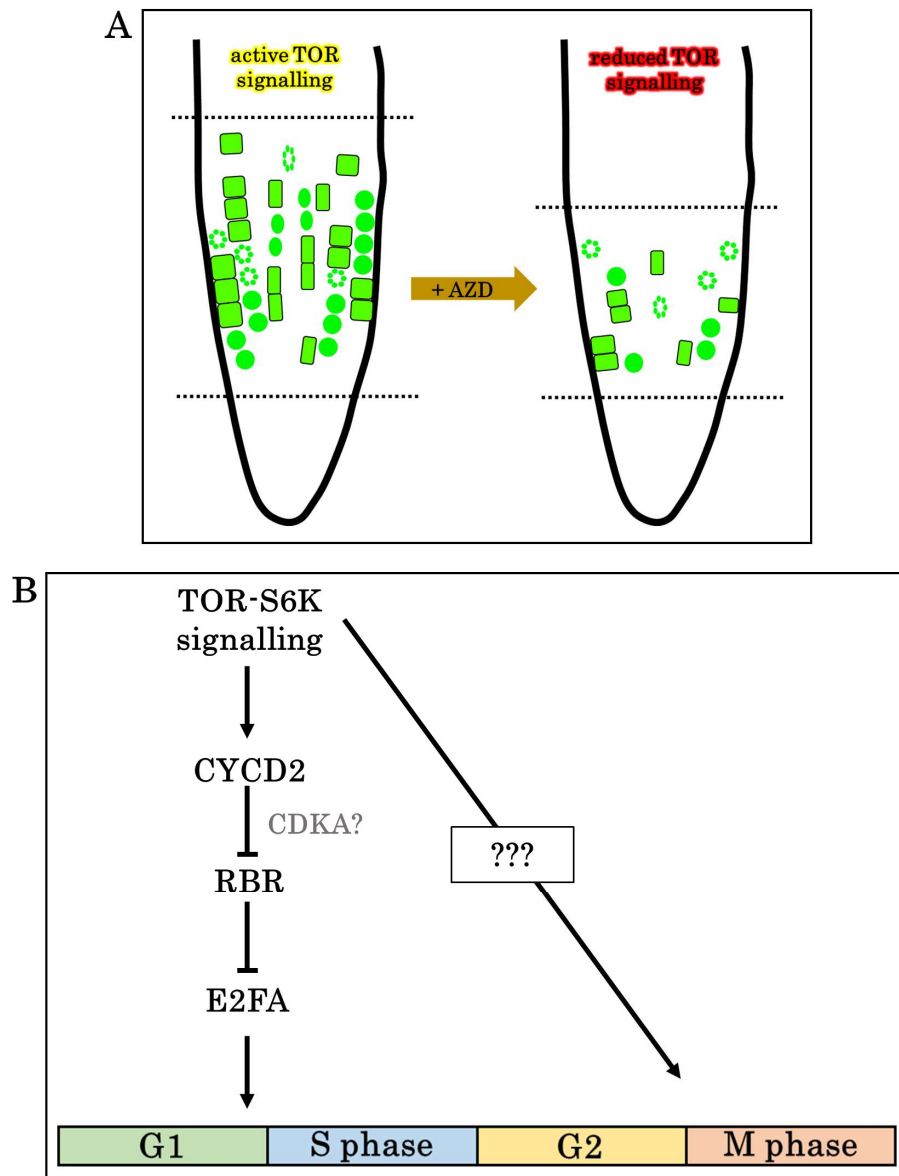 A
active TOR
signalling
reduced TOR
signalling
+ AZD
B
TOR-S6K
signalling
CYCD2
CDKA?
RBR
???
E2FA
G1
S phase
G2
M phase